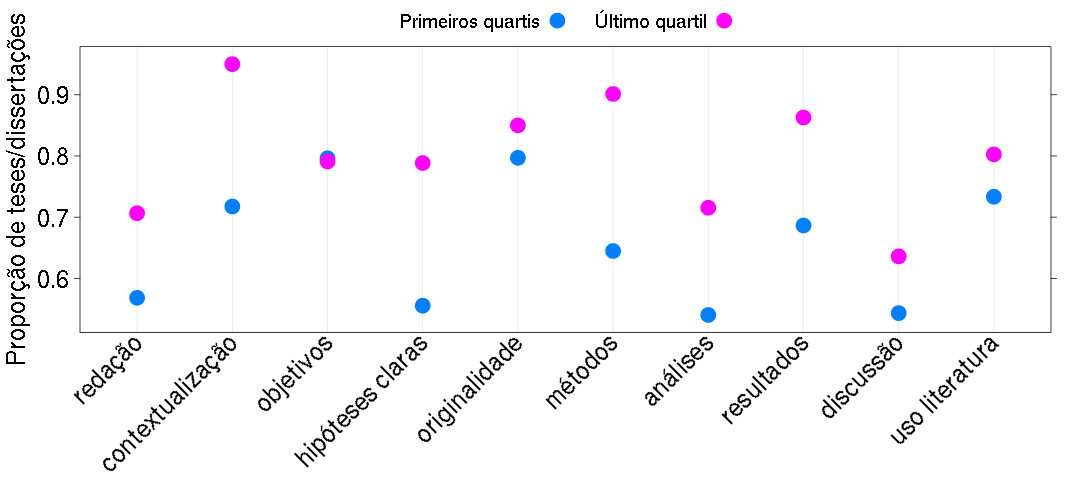 Primeiros quartis
Último quartil
Proporção de teses/dissertações
0.9
0.8
0.7
0.6
redação
contextualização
objetivos
hipóteses claras
originalidade
métodos
análises
resultados
discussão
uso literatura